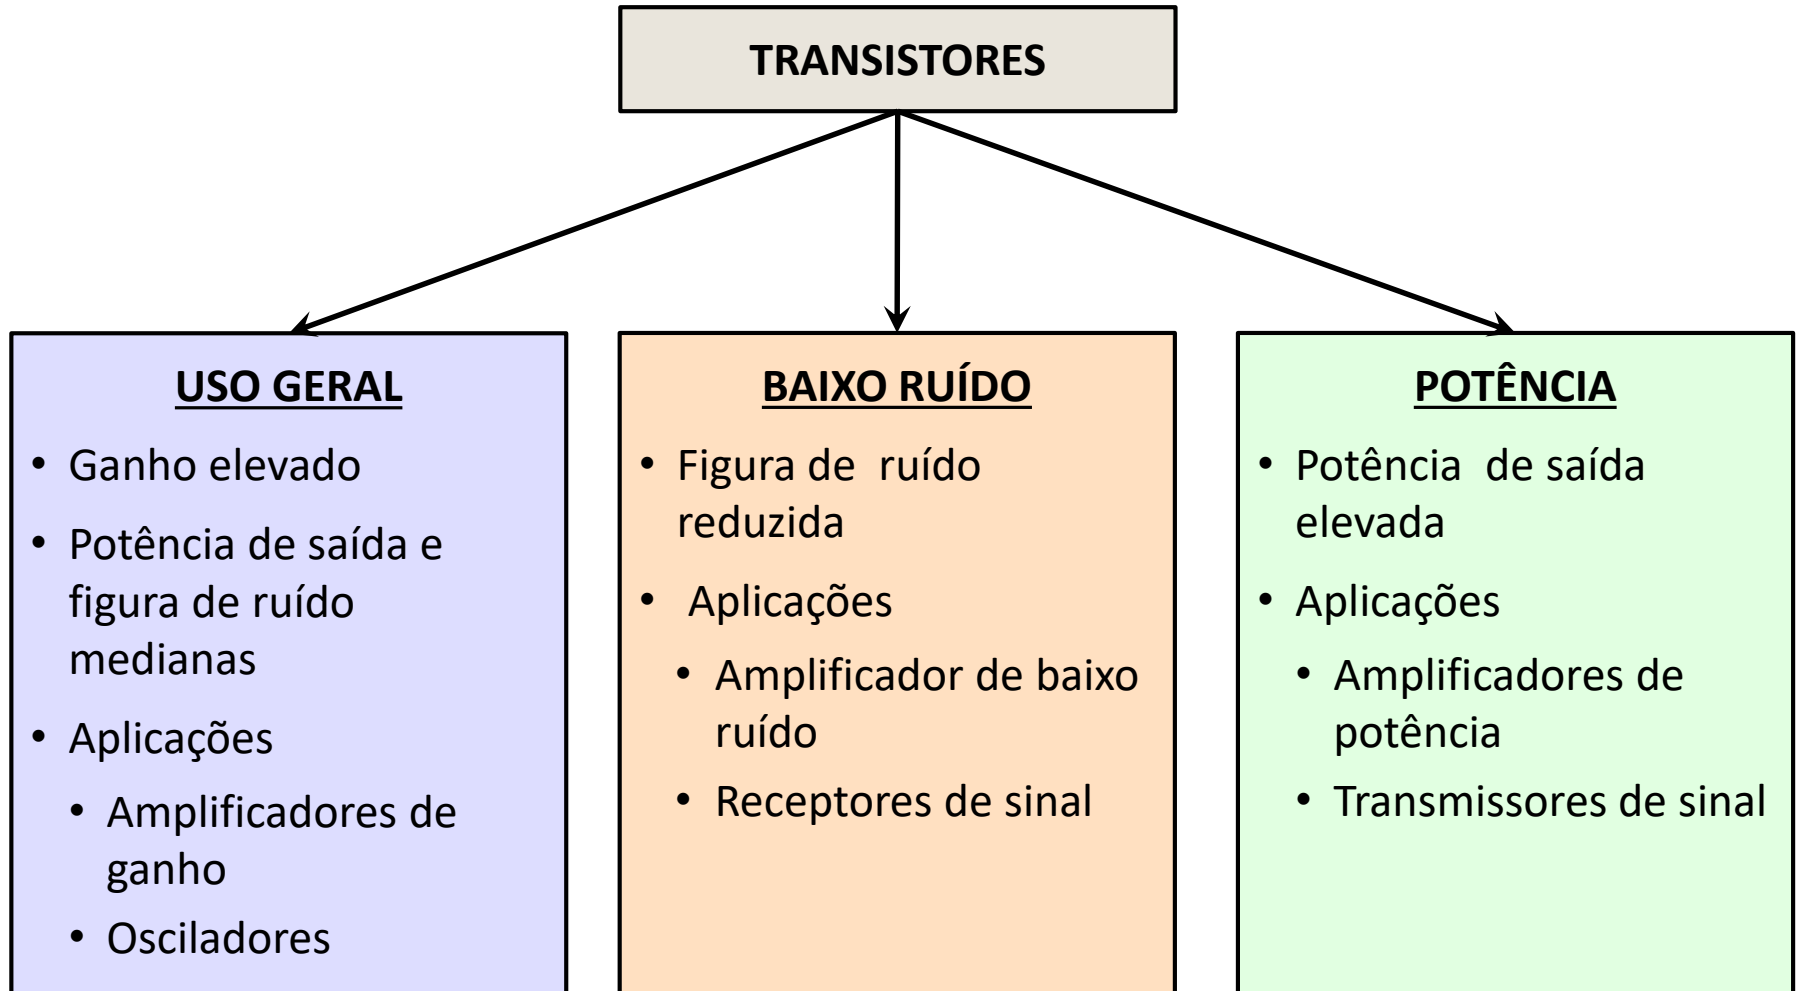 TRANSISTORES
USO GERAL
• Ganho elevado
• Potência de saída e
figura de ruído
medianas
• Aplicações
• Amplificadores de
ganho
• Osciladores
BAIXO RUÍDO
• Figura de ruído
reduzida
• Aplicações
• Amplificador de baixo
ruído
• Receptores de sinal
POTÊNCIA
• Potência de saída
elevada
• Aplicações
• Amplificadores de
potência
• Transmissores de sinal